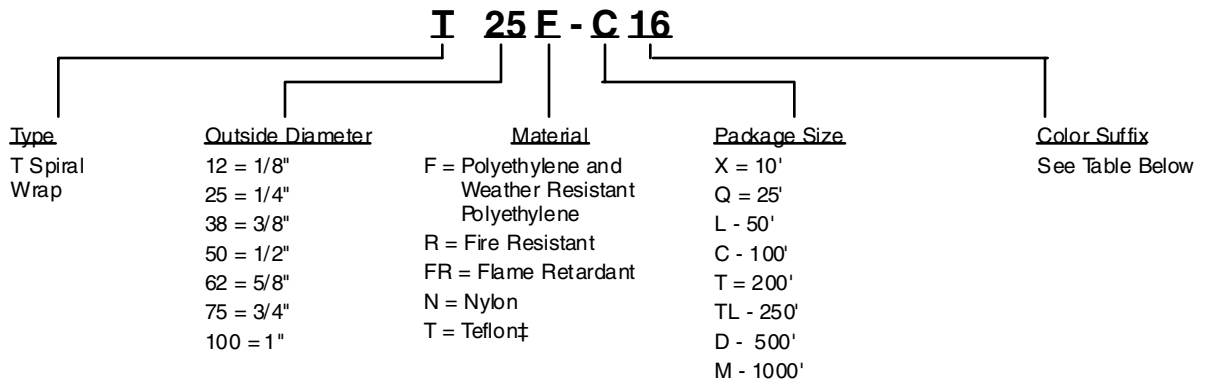 T 25 F - C 16
Type
T Spiral
Wrap
Outside Diameter
12 = 1/8"
25 = 1/4"
38 = 3/8"
50 = 1/2"
62 = 5/8"
75 = 3/4"
100 = 1"
Material
F = Polyethylene and
Weather Resistant
Polyethylene
R = Fire Resistant
FR = Flame Retardant
N = Nylon
T = Teflon‡
Package Size
X = 10'
Q = 25'
L - 50'
C - 100'
T = 200'
TL - 250'
D - 500'
M - 1000'
Color Suffix
See Table Below